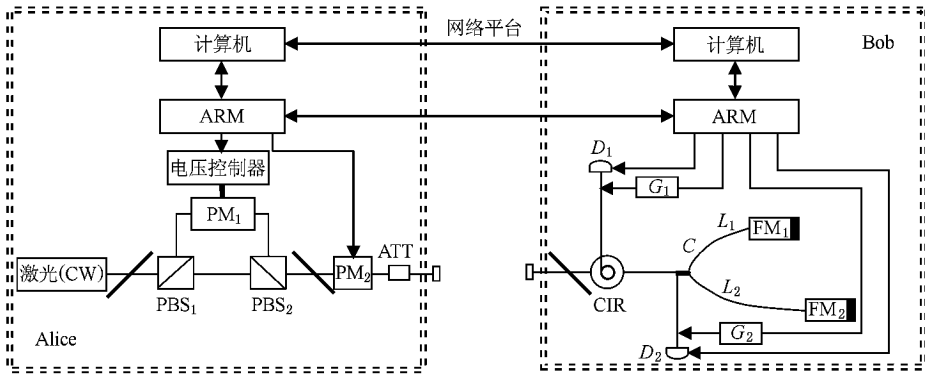 网络平台
计算机
计算机
Bob
ARM
ARM
电压控制器
D1
G1
PM1
L1
FM1
C
ATT
激光(CW)
PM2
PBS1
PBS2
CIR
L2
FM2
G2
D2
Alice